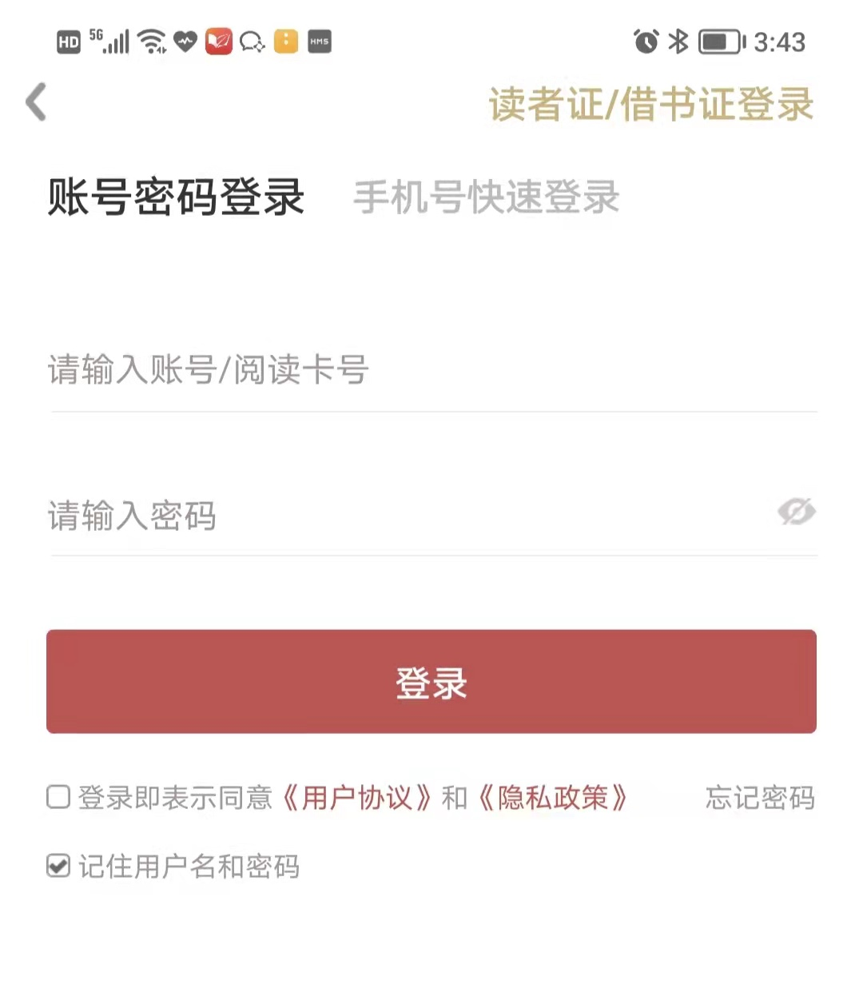 HD 5G HMS 3:43
读者证/借书证登录
账号密码登录 手机号快速登录
请输入账号/阅读卡号
请输入密码
登录
登录即表示同意《用户协议》和《隐私政策》 忘记密码
记住用户名和密码